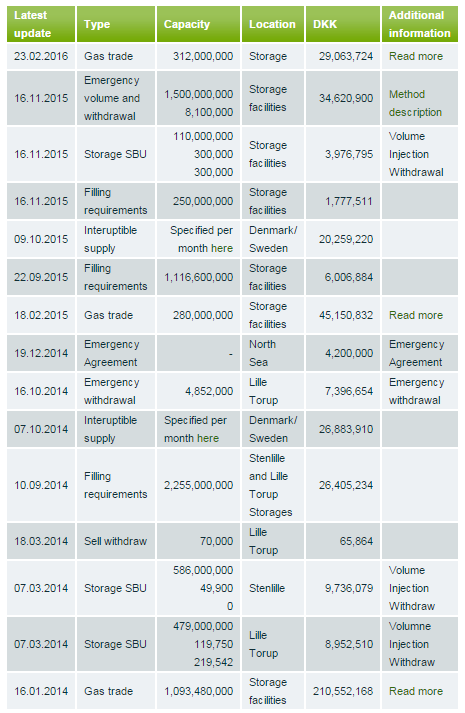 Latest update Type Capacity Location DKK Additional information
23.02.2016 Gas trade 312,000,000 Storage 29,063,724 Read more
16.11.2015 Emergency volume and withdrawal 1,500,000,000 8,100,000 Storage facilities 34,620,900 Method description
16.11.2015 Storage SBU 110,000,000 300,000 300,000 Storage facilities 3,976,795 Volume Injection Withdrawal
16.11.2015 Filling requirements 250,000,000 Storage facilities 1,777,511
09.10.2015 Interuptible supply Specified per month here Denmark/ Sweden 20,259,220
22.09.2015 Filling requirements 1,116,600,000 Storage facilities 6,006,884
18.02.2015 Gas trade 280,000,000 Storage facilities 45,150,832 Read more
19.12.2014 Emergency Agreement - North Sea 4,200,000 Emergency Agreement
16.10.2014 Emergency withdrawal 4,852,000 Lille Torup 7,396,654 Emergency withdrawal
07.10.2014 Interuptible supply Specified per month here Denmark/ Sweden 26,883,910
10.09.2014 Filling requirements 2,255,000,000 Stenlille and Lille Torup Storages 26,405,234
18.03.2014 Sell withdraw 70,000 Lille Torup 65,864
07.03.2014 Storage SBU 586,000,000 49,900 0 Stenlille 9,736,079 Volume Injection Withdraw
07.03.2014 Storage SBU 479,000,000 119,750 219,542 Lille Torup 8,952,510 Volumne Injection Withdraw
16.01.2014 Gas trade 1,093,480,000 Storage facilities 210,552,168 Read more